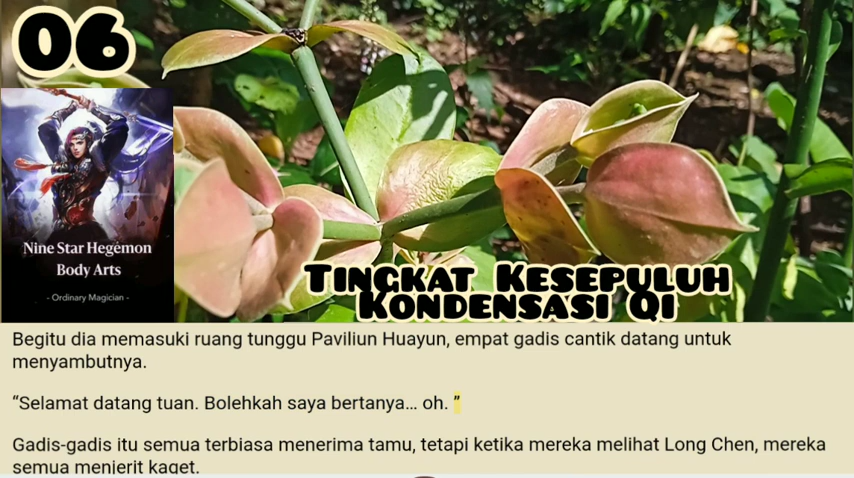 06
Nine Star Hegemon
Body Arts
- Ordinary Magician -
Tingkat Kesepuluh
Kondensasi Qi
Begitu dia memasuki ruang tunggu Paviliun Huayun, empat gadis cantik datang untuk
menyambutnya.
“Selamat datang tuan. Bolehkah saya bertanya... oh. ”
Gadis-gadis itu semua terbiasa menerima tamu, tetapi ketika mereka melihat Long Chen, mereka
semua menjerit kaget.